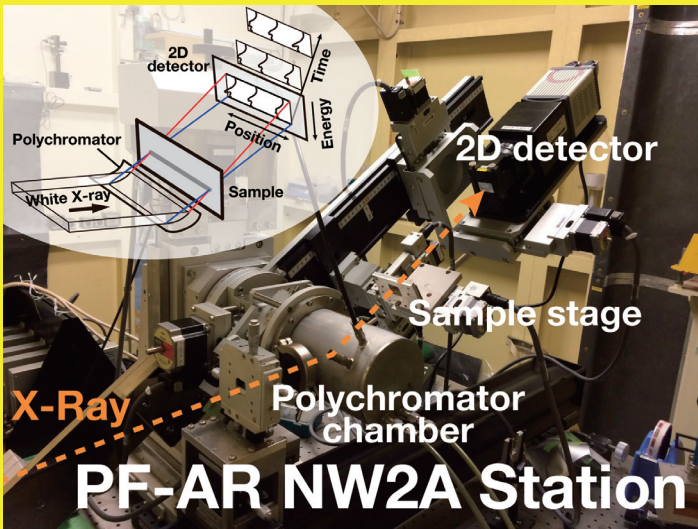 2D
detector
Time
Energy
Position
Polychromator
White X-ray
Sample
2D detector
Sample stage
X-Ray
Polychromator
chamber
PF-AR NW2A Station